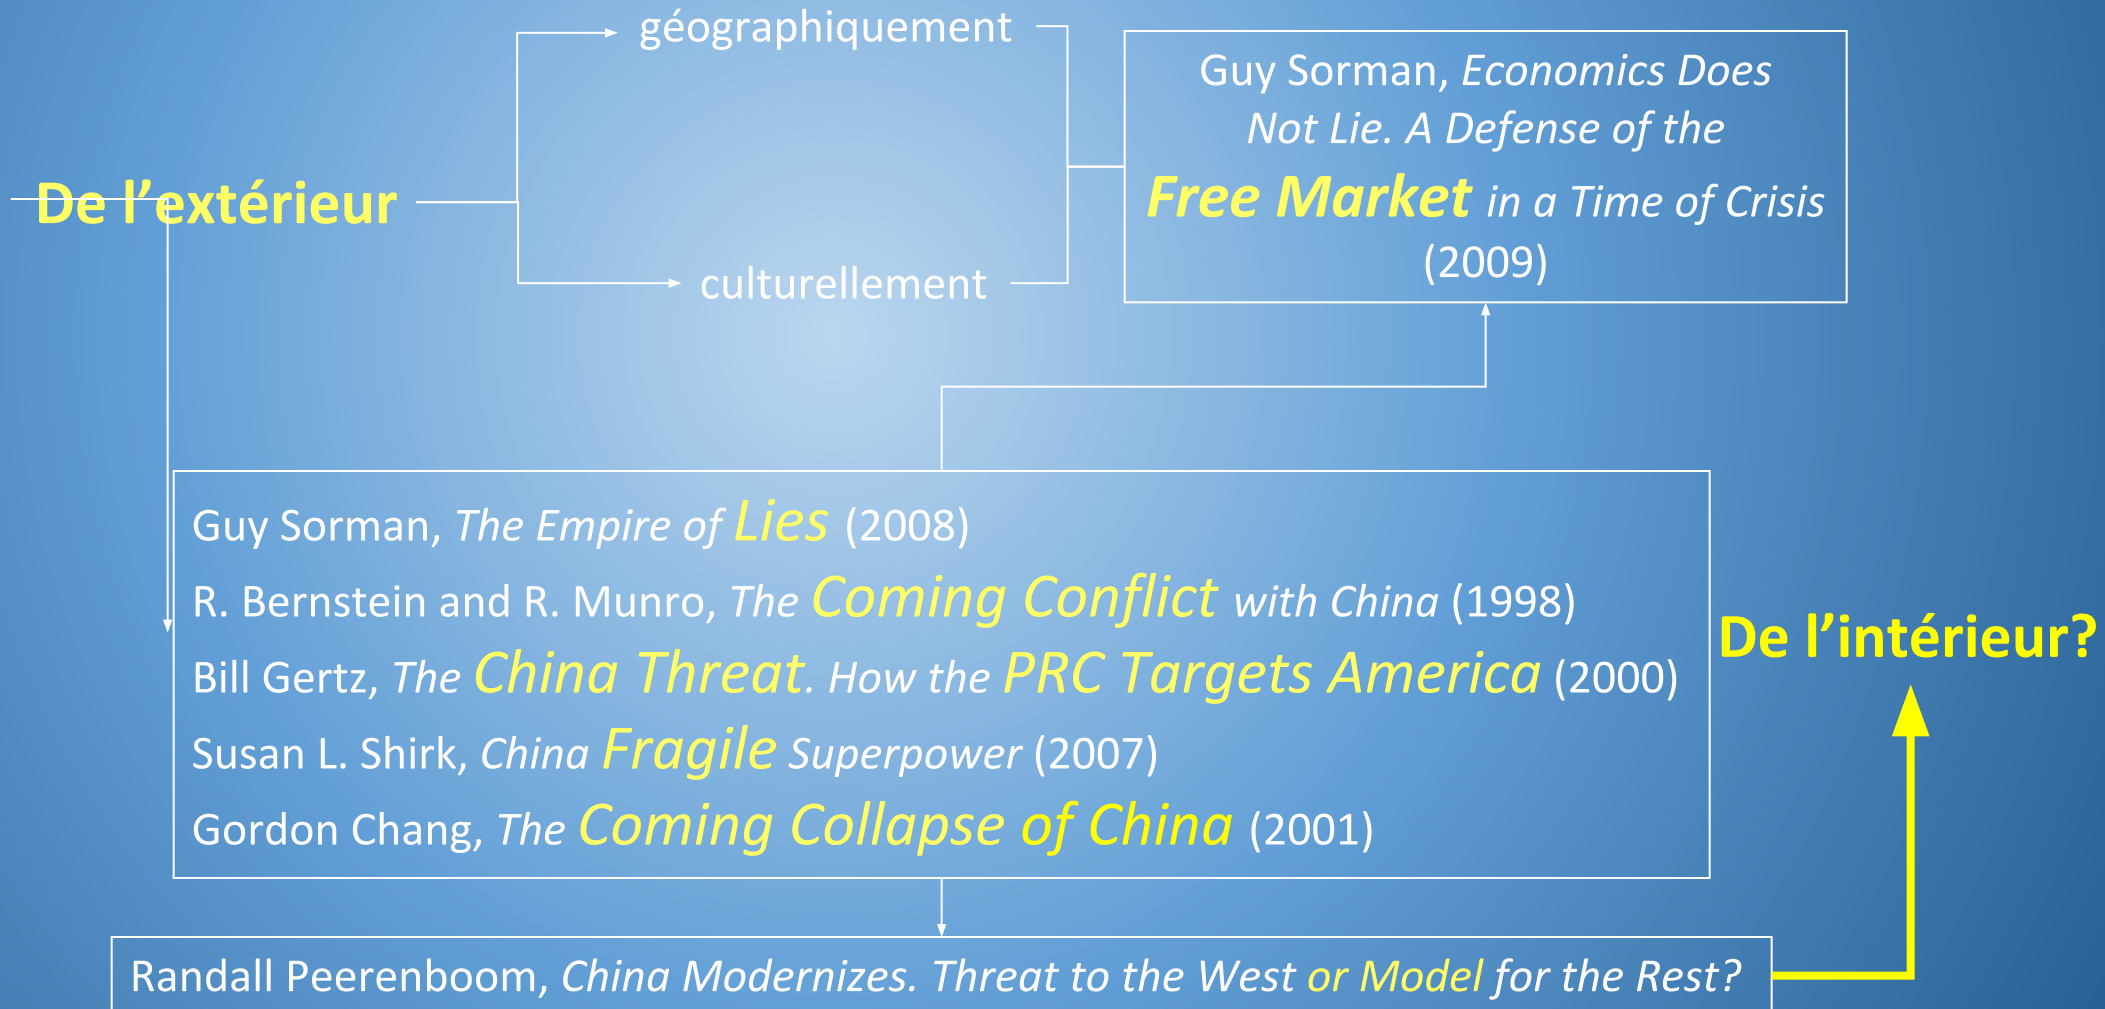 géographiquement
Guy Sorman, Economics Does
Not Lie. A Defense of the
Free Market in a Time of Crisis
(2009)
De l’extérieur
culturellement
Guy Sorman, The Empire of Lies (2008)
R. Bernstein and R. Munro, The Coming Conflict with China (1998)
Bill Gertz, The China Threat. How the PRC Targets America (2000)
Susan L. Shirk, China Fragile Superpower (2007)
Gordon Chang, The Coming Collapse of China (2001)
De l’intérieur?
Randall Peerenboom, China Modernizes. Threat to the West or Model for the Rest?